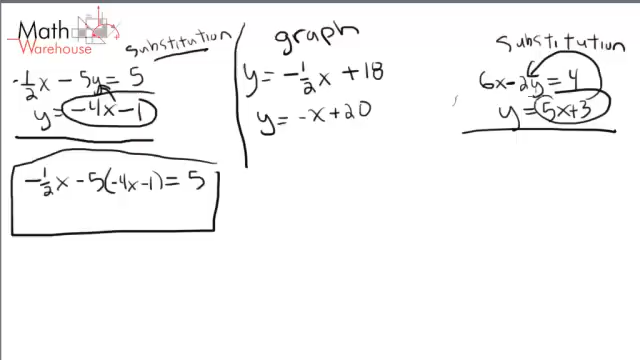 Math
Warehouse
substitution
-1/2x - 5y = 5
y = -4x - 1
-1/2x - 5(-4x - 1) = 5
graph
y = -1/2x + 18
y = -x + 20
substitution
6x - 2y = 4
y = 5x + 3